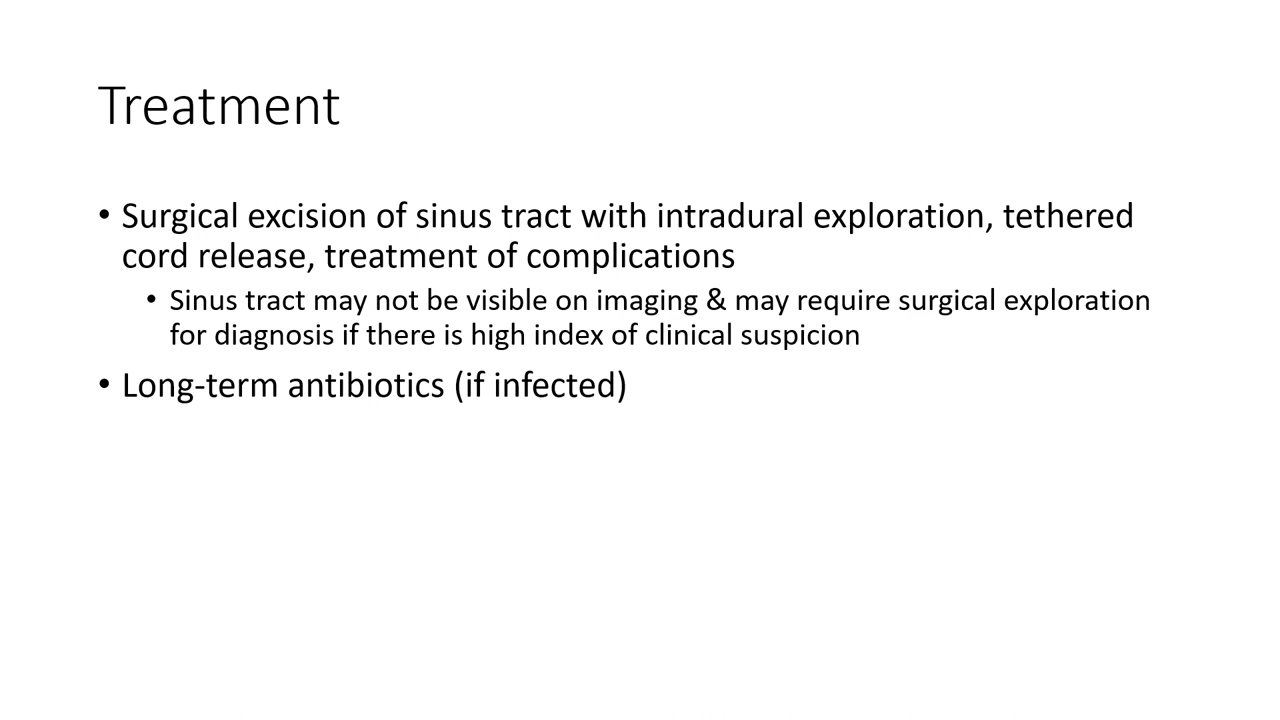 Treatment
• Surgical excision of sinus tract with intradural exploration, tethered
cord release, treatment of complications
• Sinus tract may not be visible on imaging & may require surgical exploration
for diagnosis if there is high index of clinical suspicion
• Long-term antibiotics (if infected)